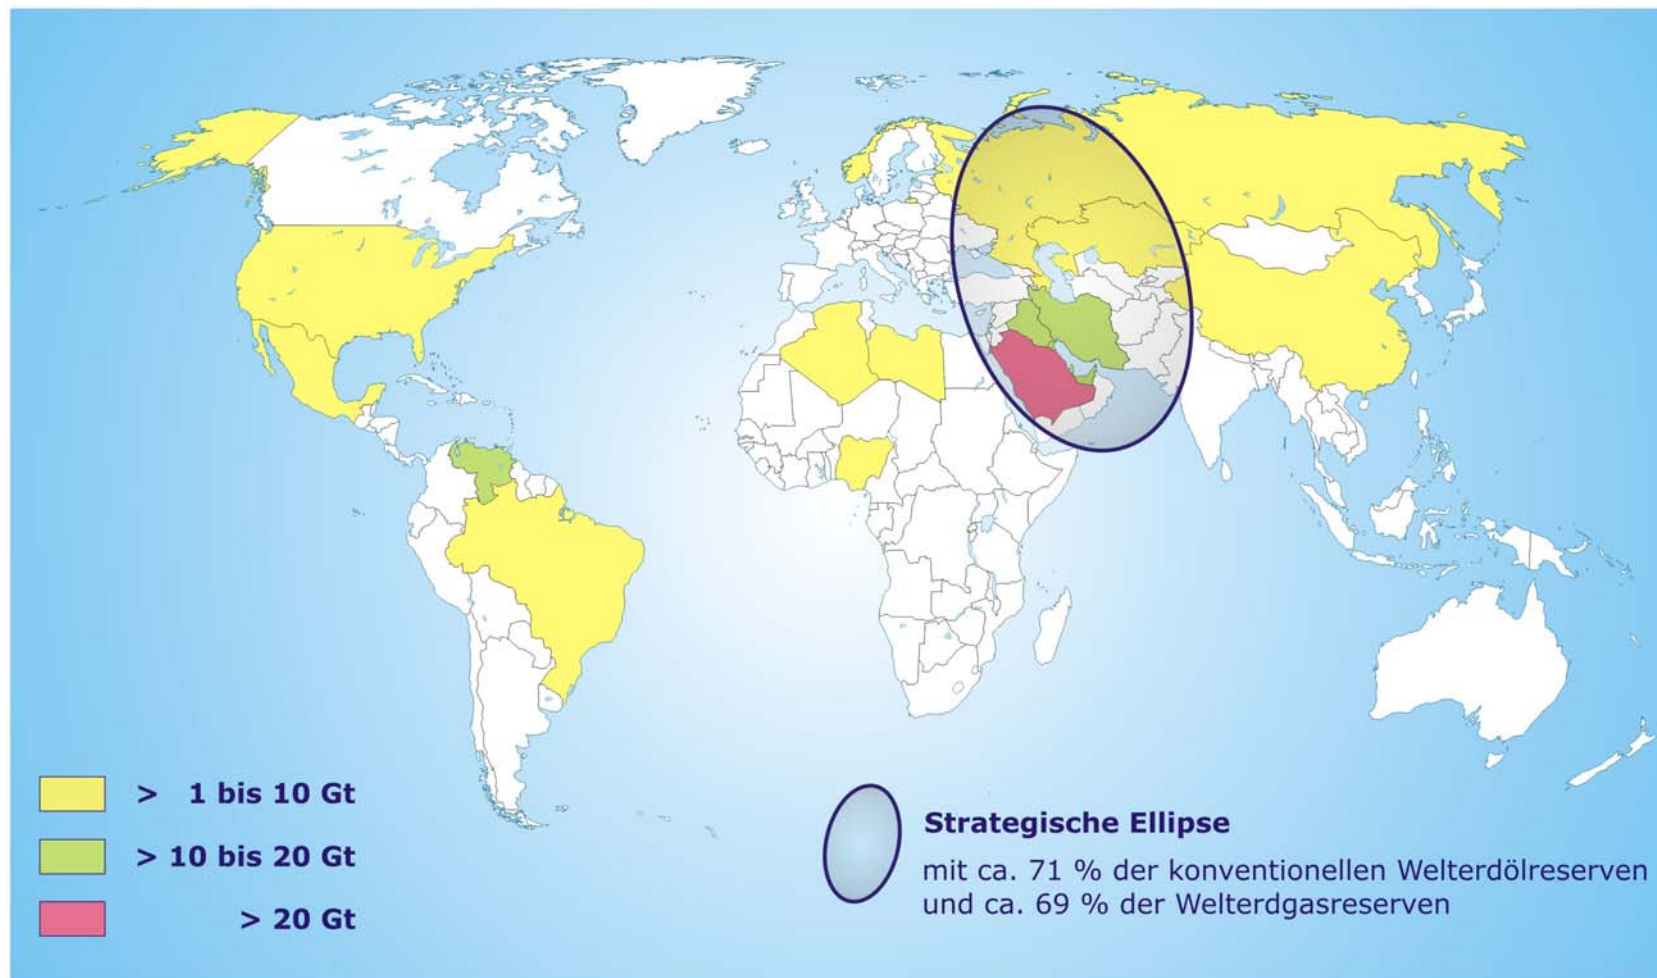 > 1 bis 10 Gt
> 10 bis 20 Gt
> 20 Gt
Strategische Ellipse
mit ca. 71 % der konventionellen Welterdölreserven
und ca. 69 % der Welterdgasreserven